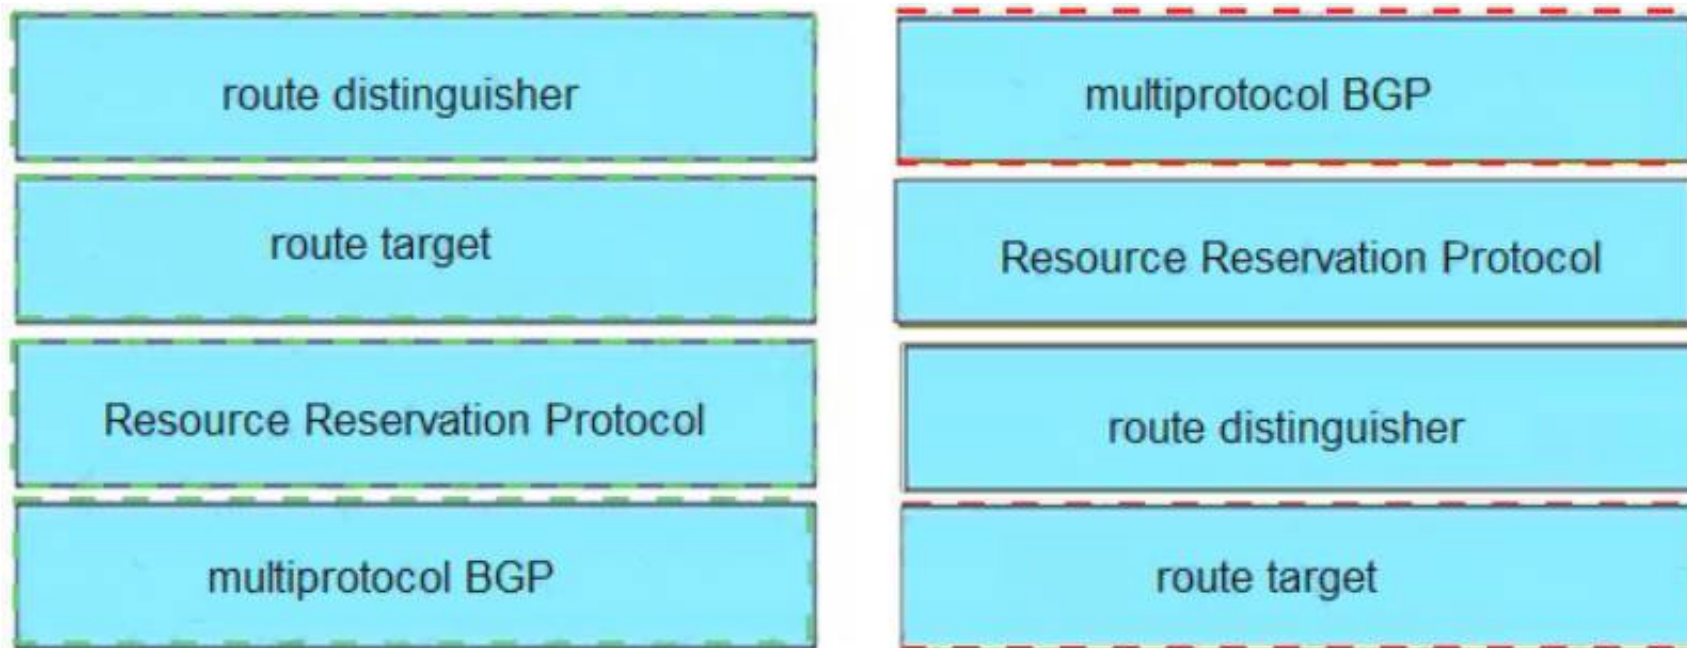 route distinguisher
route target
Resource Reservation Protocol
multiprotocol BGP
multiprotocol BGP
Resource Reservation Protocol
route distinguisher
route target